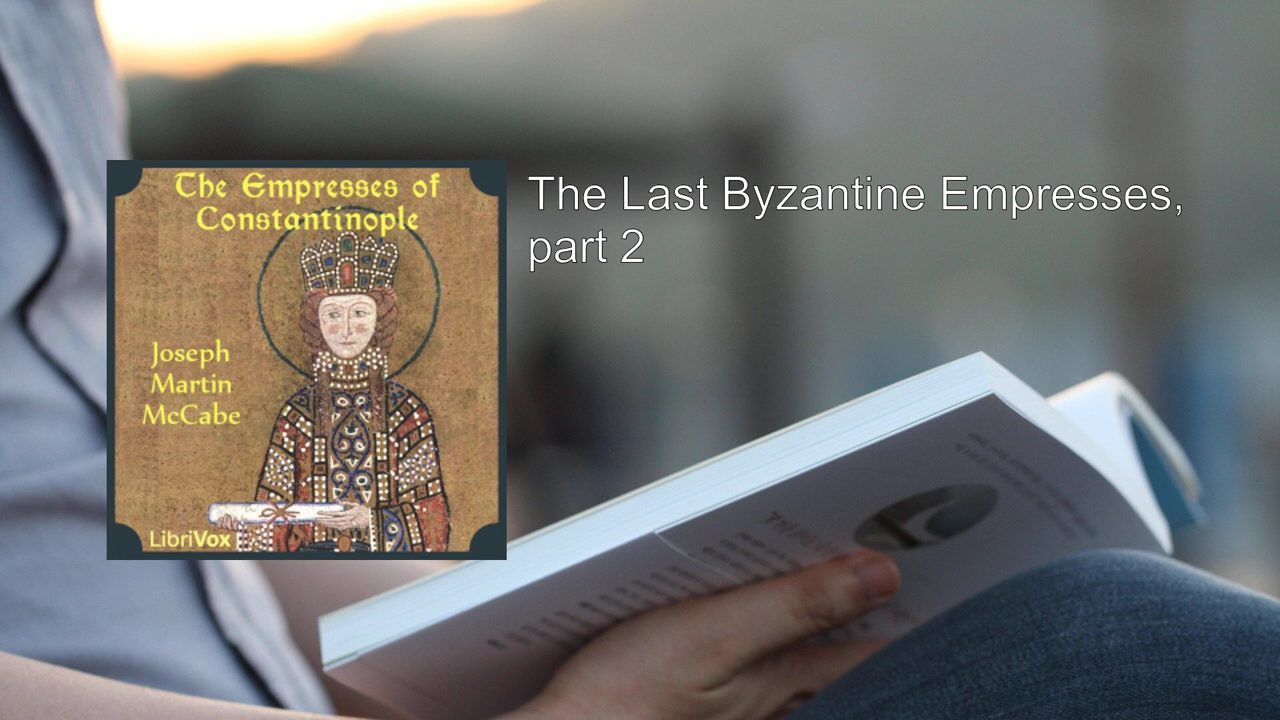 The Empresses of
Constantinople
Joseph
Martin
McCabe
LibriVox
The Last Byzantine Empresses,
part 2